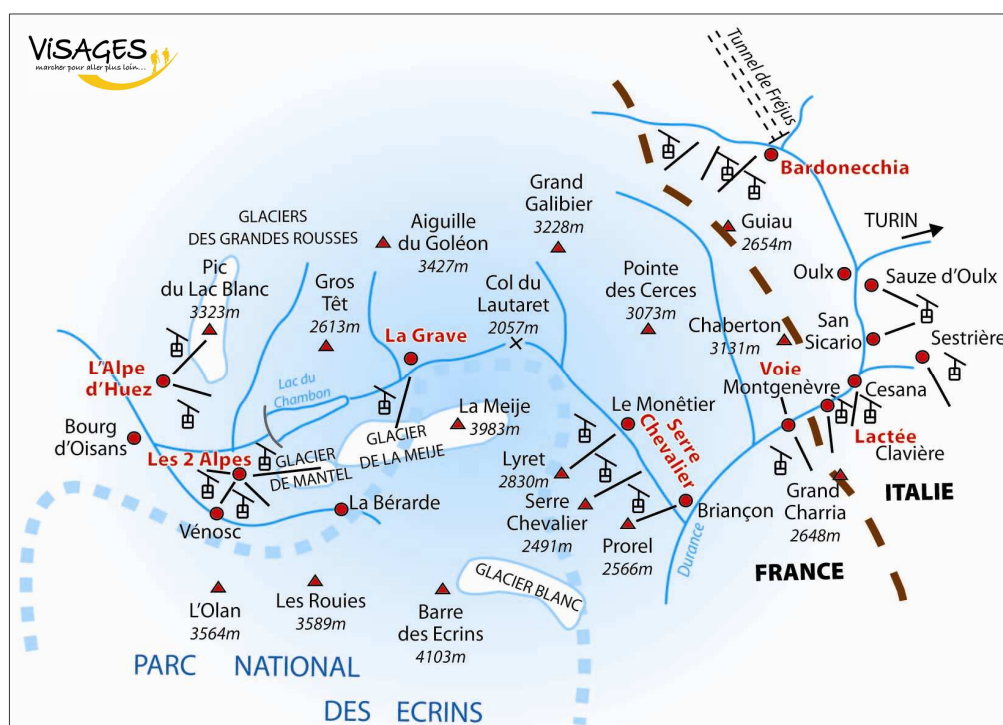 ViSAGES
marcher pour aller plus loin...
Tunnel de Fréjus
Bardonecchia
Grand
Galibier
3228m
Guiau
2654m
TURIN
GLACIERS
DES GRANDES ROUSSES
Aiguille
du Goléon
3427m
Pic
du Lac Blanc
3323m
Gros
Têt
2613m
Col du
Lautaret
2057m
Pointe
des Cerces
3073m
Oulx
Sauze d'Oulx
Chaberton
3131m
San
Sicario
Sestrière
La Grave
L'Alpe
d'Huez
Lac du
Chambon
Voie
Montgenèvre
Cesana
Bourg
d'Oisans
La Meije
3983m
Le Monêtier
Serre
Chevalier
Lactée
Clavière
Les 2 Alpes
GLACIER
DE MANTEL
GLACIER
DE LA MEIJE
Lyret
2830m
Serre
Chevalier
2491m
Grand
Charria
2648m
ITALIE
Vénosc
La Bérarde
Prorel
2566m
Briançon
Durance
FRANCE
L'Olan
3564m
Les Rouies
3589m
Barre
des Ecrins
4103m
GLACIER BLANC
PARC NATIONAL
DES ECRINS